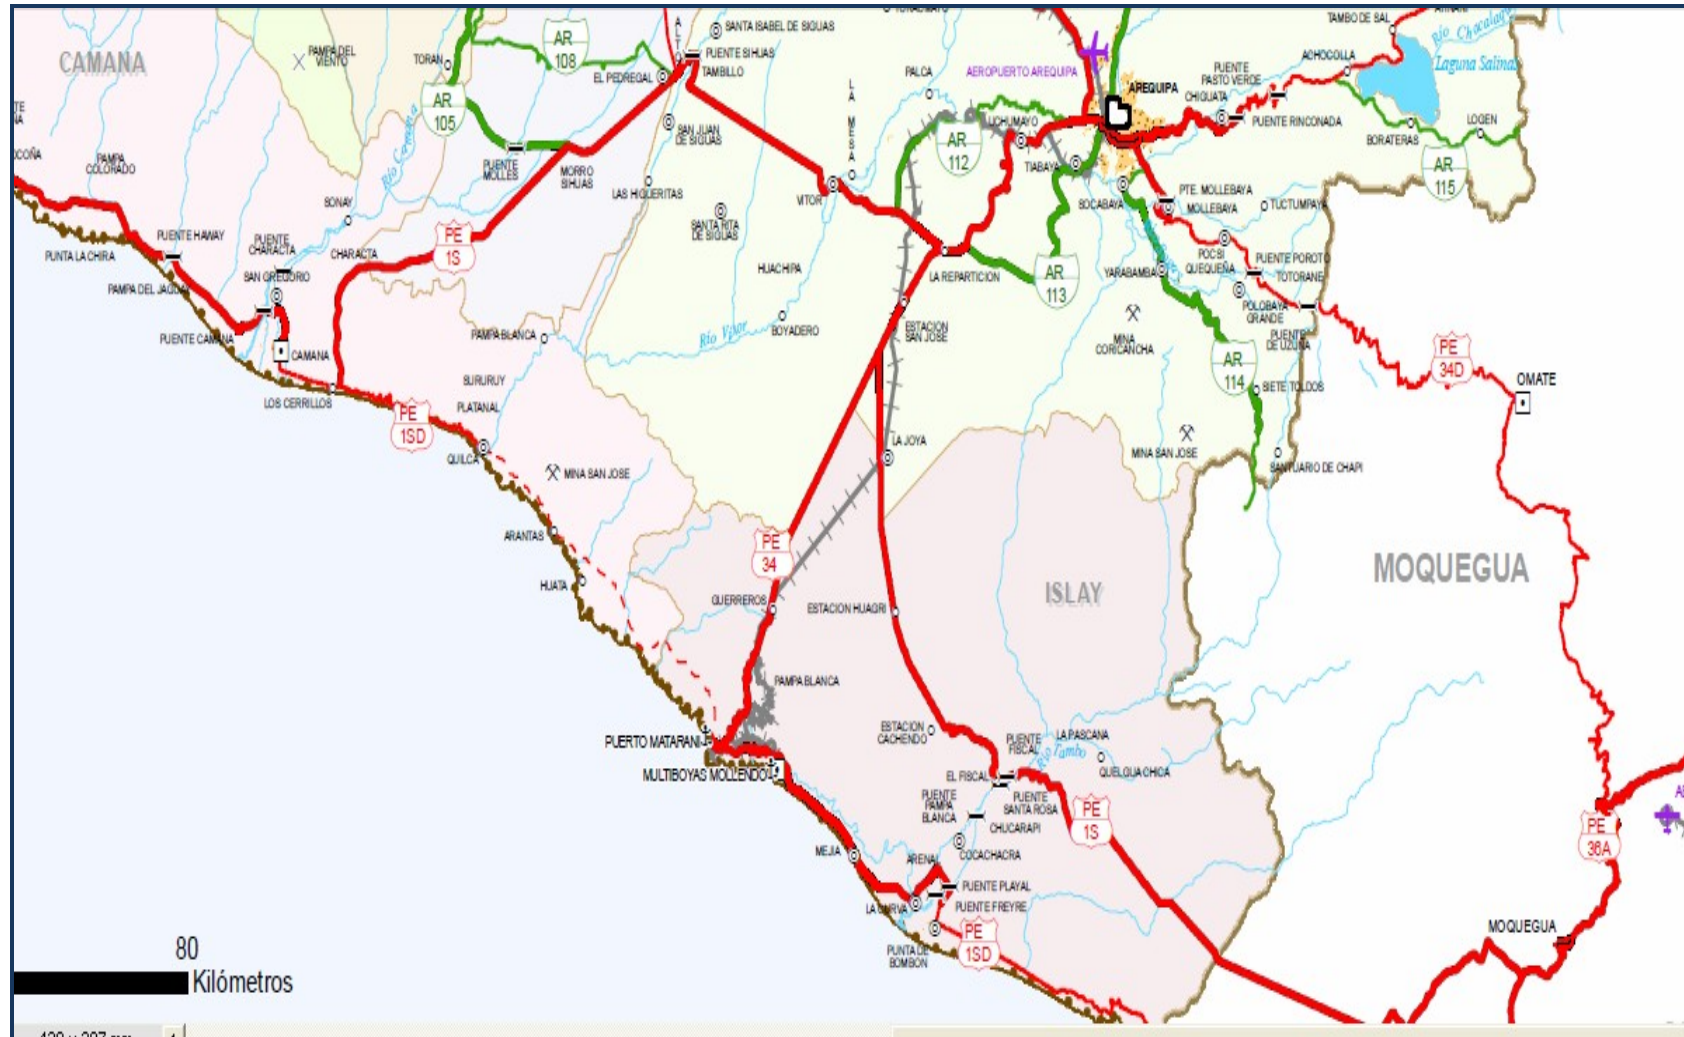 CAMANA
PAMPA DEL
VIENTO
TORAN
AR
108
AR
105
EL PEDREGAL
ALTO
SANTA ISABEL DE SIGUAS
PUENTE SIHUAS
TAMBILLO
SAN JUAN
DE SIGUAS
LAS HIGUERITAS
SANTA RITA
DE SIGUAS
PUENTE
MOLLES
MORRO
SIHUAS
PAMPA
COLORADO
SONAY
PUENTE HAWAY
PUNTA LA CHIRA
PUENTE
CHARACTA
CHARACTA
SAN GREGORIO
PE
1S
PUENTE CAMANA
CAMANA
LOS CERRILLOS
PE
1SD
QUILCA
PAMPA BLANCA
SURURUY
PLATANAL
MINA SAN JOSE
ARANTAS
HUATA
LA MESA
PALCA
VITOR
HUACHIPA
BOYADERO
Río Vitor
AEROPUERTO AREQUIPA
AREQUIPA
UCHUMAYO
AR
112
TIABAYA
SOCABAYA
LA REPARTICION
AR
113
ESTACION
SAN JOSE
LA JOYA
CHIGUATA
PUENTE
PASTO VERDE
PUENTE RINCONADA
ACHOCOLLA
TAMBO DE SAL
Laguna Salinas
BORATERAS
LOGEN
AR
115
PTE. MOLLEBAYA
MOLLEBAYA
TUCTUMPAYA
POCSI
QUEQUEÑA
PUENTE POROTO
TOTORANE
YARABAMBA
POLOBAYA
GRANDE
PUENTE
DE UZUÑA
MINA
CORICANCHA
AR
114
SIETE TOLDOS
MINA SAN JOSE
SANTUARIO DE CHAPI
PE
34D
OMATE
MOQUEGUA
ISLAY
PE
34
GUERREROS
ESTACION HUAGRI
PAMPA BLANCA
PUERTO MATARANI
MULTIBOYAS MOLLENDO
ESTACION
CACHENDO
PUENTE
FISCAL
LA PASCANA
Río Tambo
QUELGUA CHICA
EL FISCAL
PUENTE
SANTA ROSA
PUENTE
PAMPA
BLANCA
CHUCARAPI
COCACHACRA
PE
1S
MEJIA
ARENAL
PUENTE PLAYAL
PUENTE FREYRE
LA CURVA
PUNTA DE
BOMBON
PE
1SD
PE
36A
MOQUEGUA
80
Kilómetros